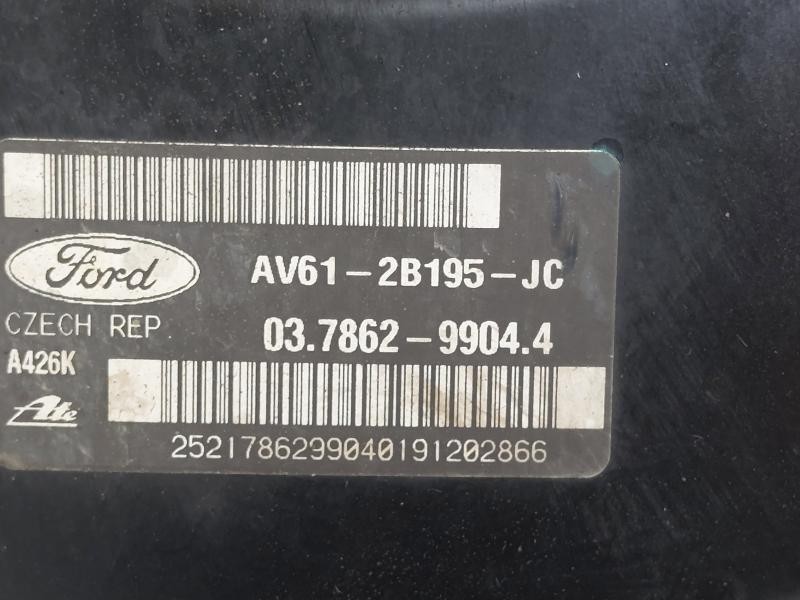 Ford
AV61-2B195-JC
CZECH REP.
03.7862-9904.4
A426K
Ate
25217862990401912028​66